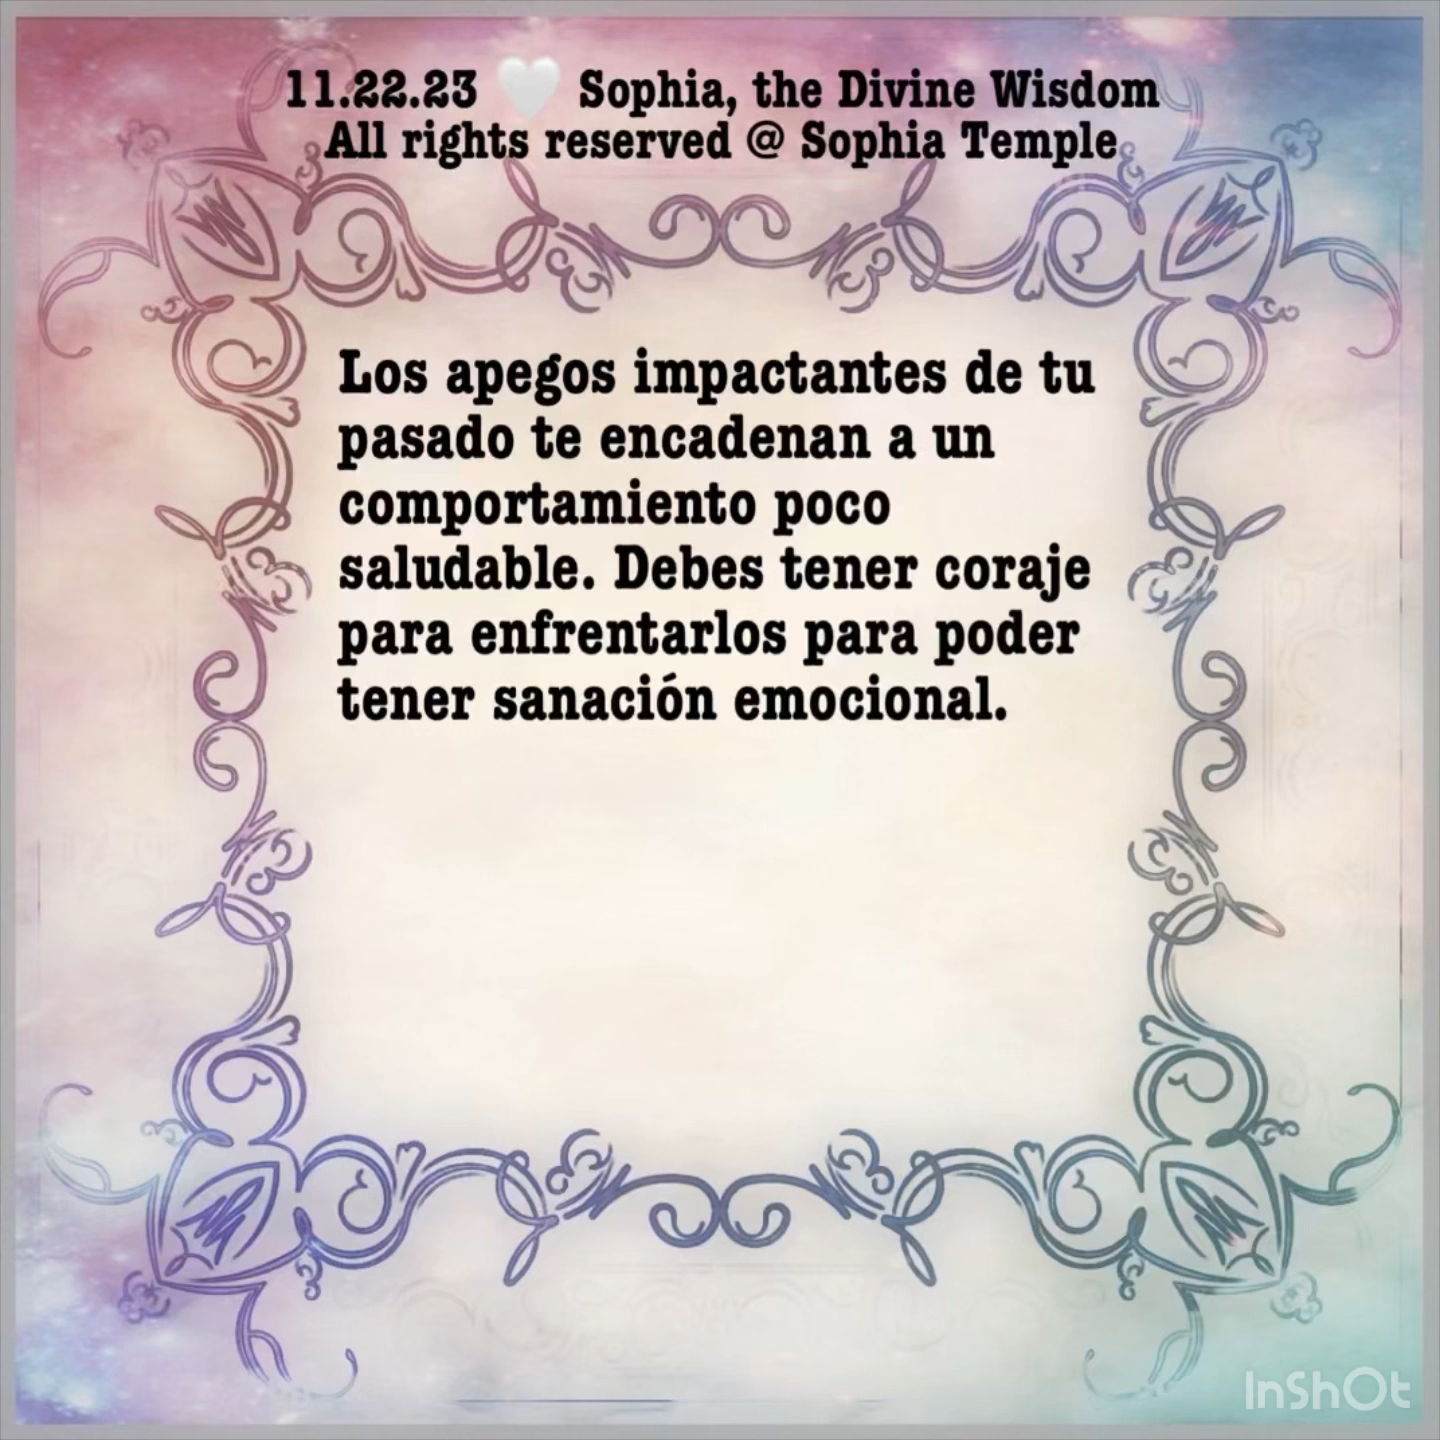 11.22.23 🤍 Sophia, the Divine Wisdom
All rights reserved @ Sophia Temple
Los apegos impactantes de tu
pasado te encadenan a un
comportamiento poco
saludable. Debes tener coraje
para enfrentarlos para poder
tener sanación emocional.
InShOt